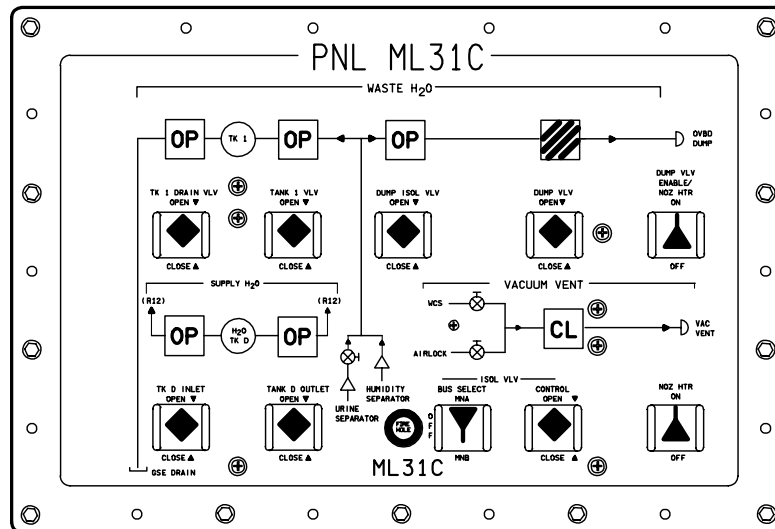 PNL ML31C
WASTE H₂O
OP
TK 1
OP
OP
OVBD
DUMP
TK 1 DRAIN VLV
OPEN ▼
CLOSE ▲
TANK 1 VLV
OPEN ▼
CLOSE ▲
DUMP ISOL VLV
OPEN ▼
CLOSE ▲
DUMP VLV
OPEN ▼
CLOSE ▲
DUMP VLV
ENABLE/
NOZ HTR
ON
OFF
SUPPLY H₂O
(R12)
(R12)
OP
H₂O
TK D
OP
VACUUM VENT
WCS
AIRLOCK
CL
VAC
VENT
TK D INLET
OPEN ▼
CLOSE ▲
TANK D OUTLET
OPEN ▼
CLOSE ▲
URINE
SEPARATOR
HUMIDITY
SEPARATOR
FIRE
HOLE
ISOL VLV
BUS SELECT
MNA
OFF
MNB
CONTROL
OPEN ▼
CLOSE ▲
NOZ HTR
ON
OFF
GSE DRAIN
ML31C